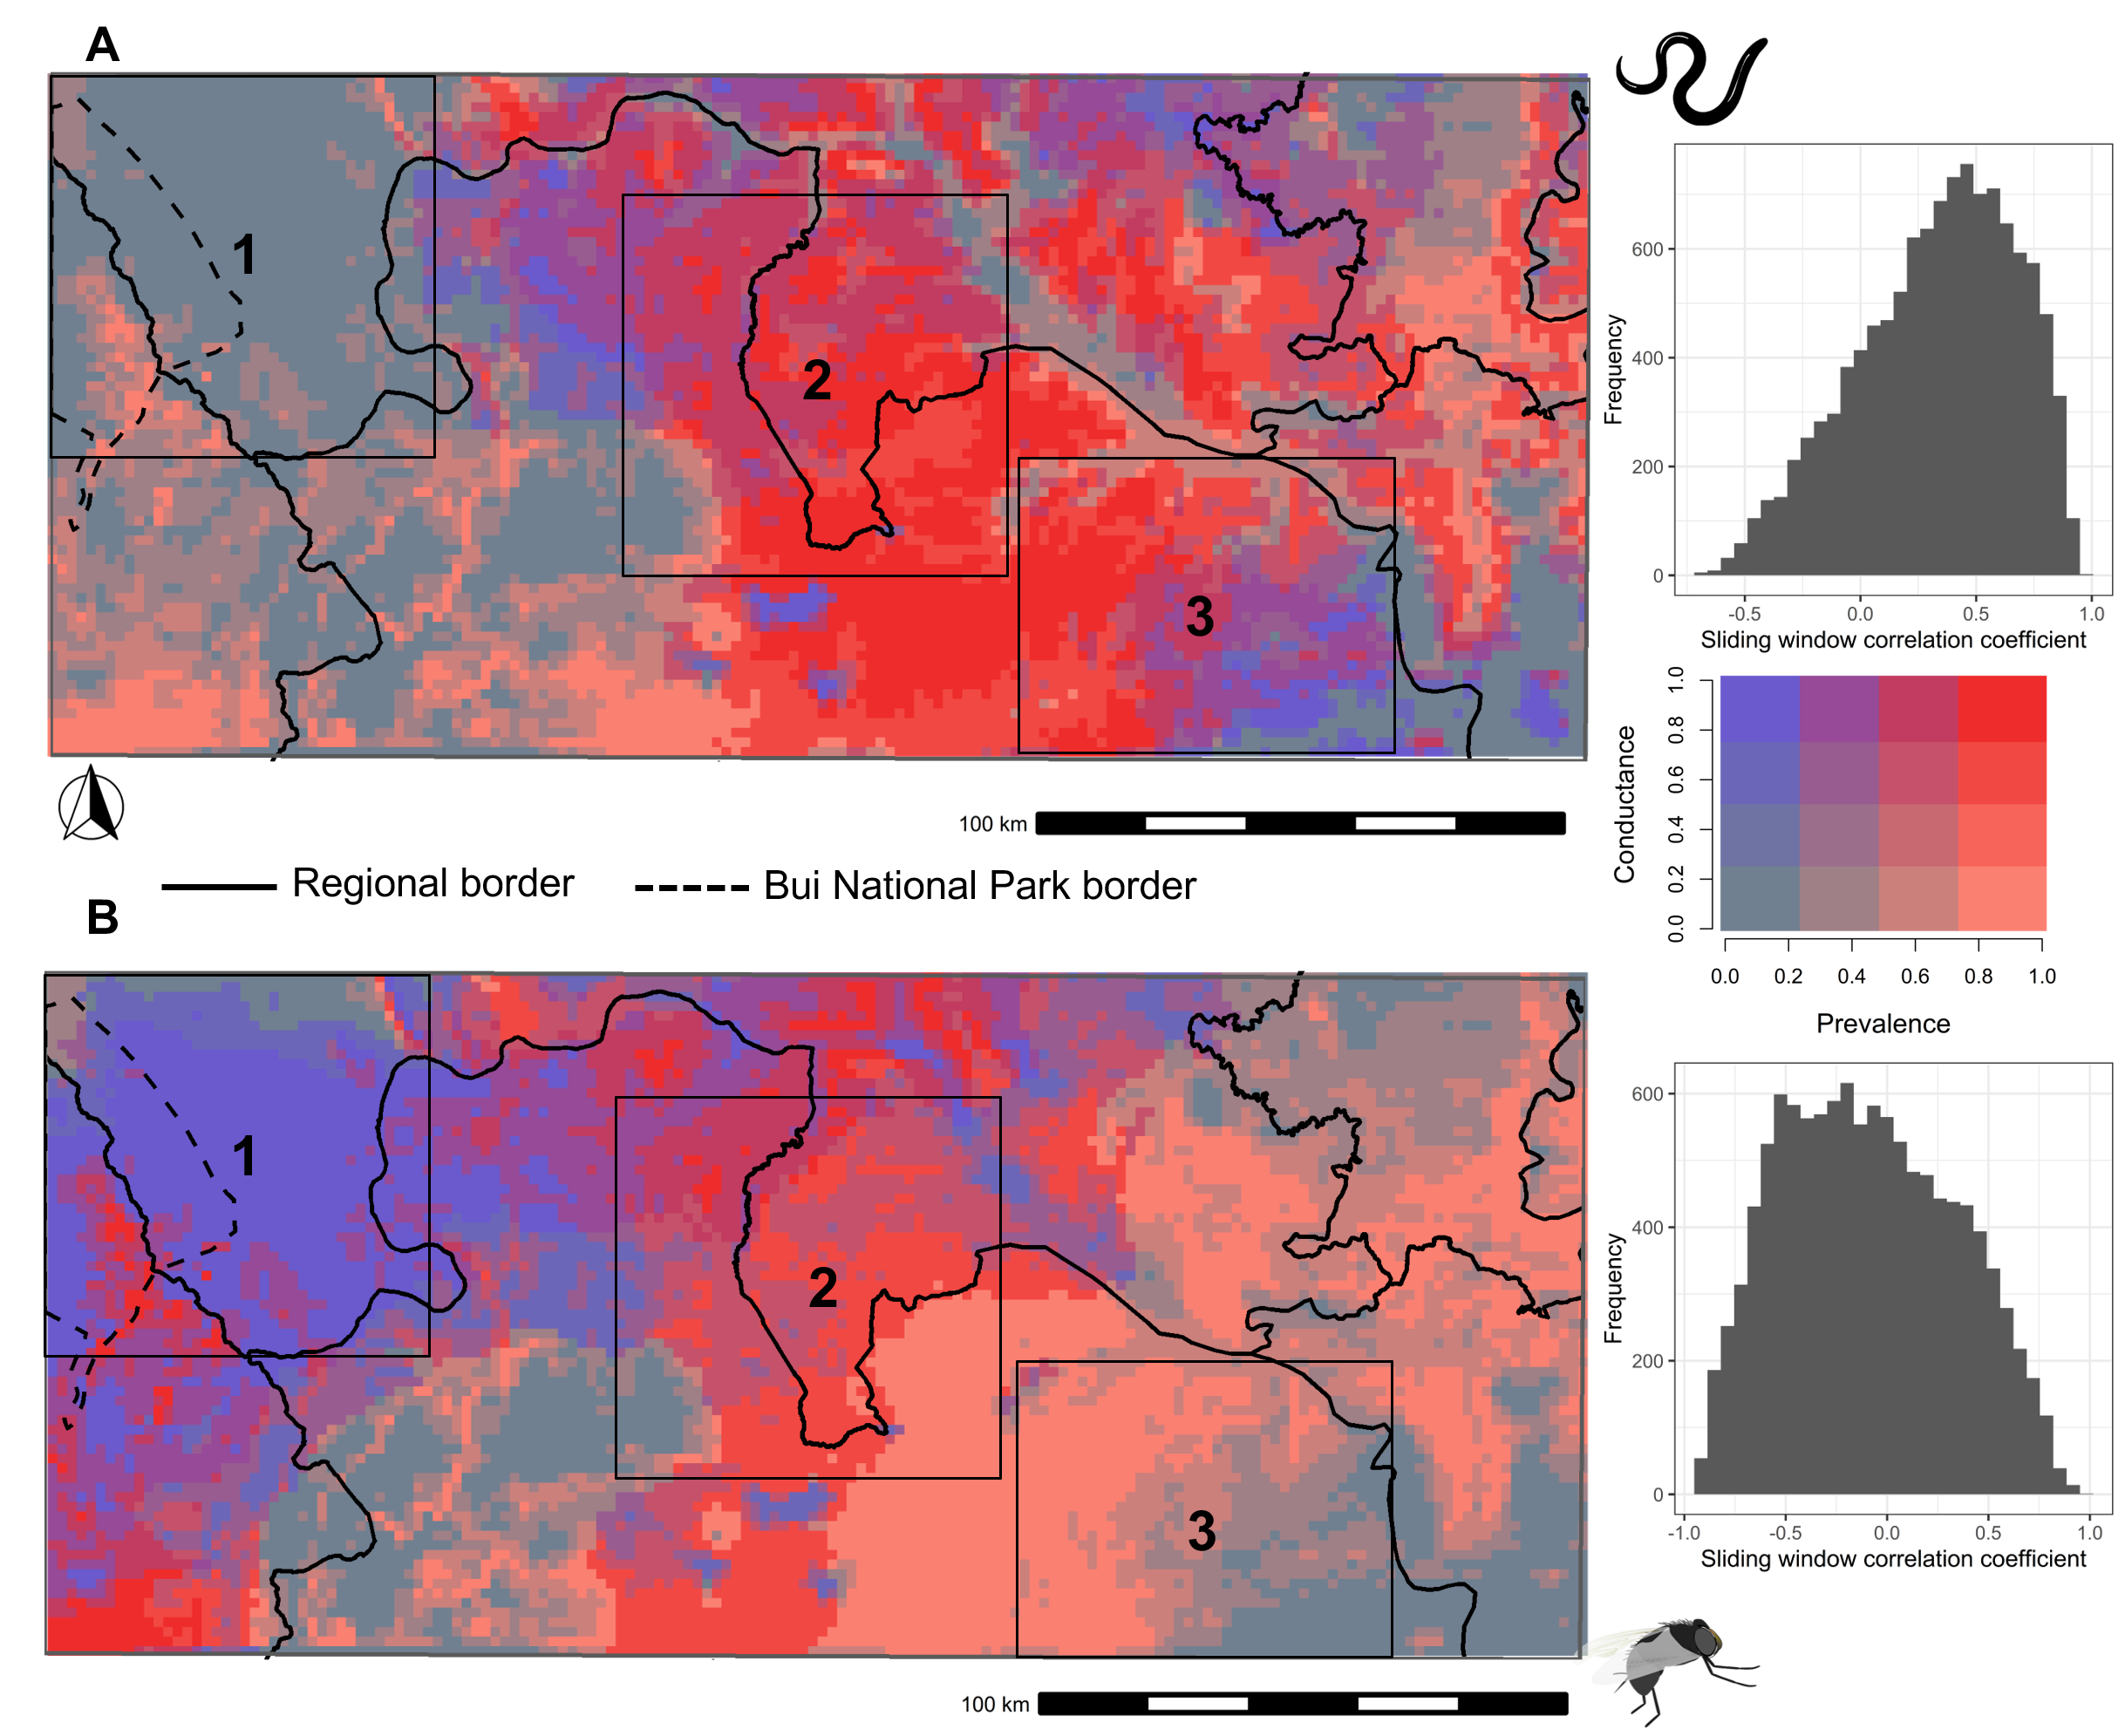 A
1
2
3
600
400
200
0
Frequency
-0.5 0.0 0.5 1.0
Sliding window correlation coefficient
1.0
0.8
0.6
0.4
0.2
0.0
Conductance
0.0 0.2 0.4 0.6 0.8 1.0
Prevalence
100 km
Regional border
Bui National Park border
B
1
2
3
600
400
200
0
Frequency
-1.0 -0.5 0.0 0.5 1.0
Sliding window correlation coefficient
100 km